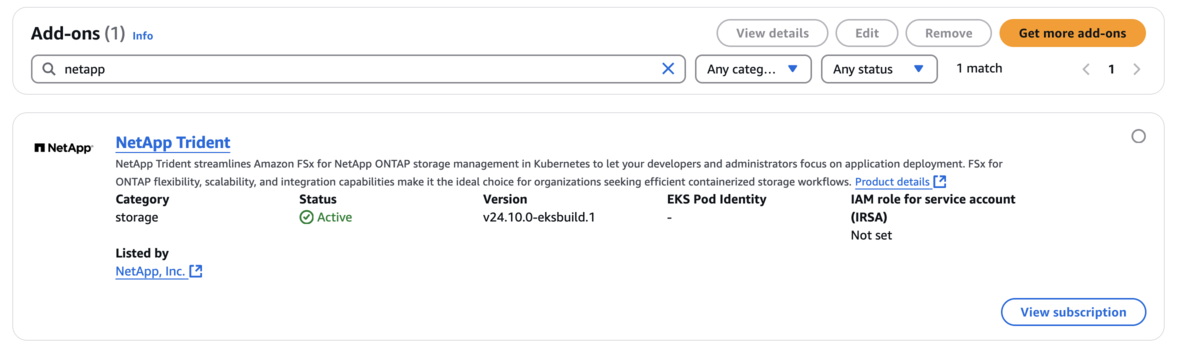 Add-ons (1) Info
View details Edit Remove Get more add-ons
netapp Any categ... Any status 1 match 1
NetApp
NetApp Trident
NetApp Trident streamlines Amazon FSx for NetApp ONTAP storage management in Kubernetes to let your developers and administrators focus on application deployment. FSx for
ONTAP flexibility, scalability, and integration capabilities make it the ideal choice for organizations seeking efficient containerized storage workflows. Product details
Category Status Version EKS Pod Identity IAM role for service account
storage Active v24.10.0-eksbuild.1 - (IRSA)
Not set
Listed by
NetApp, Inc.
View subscription